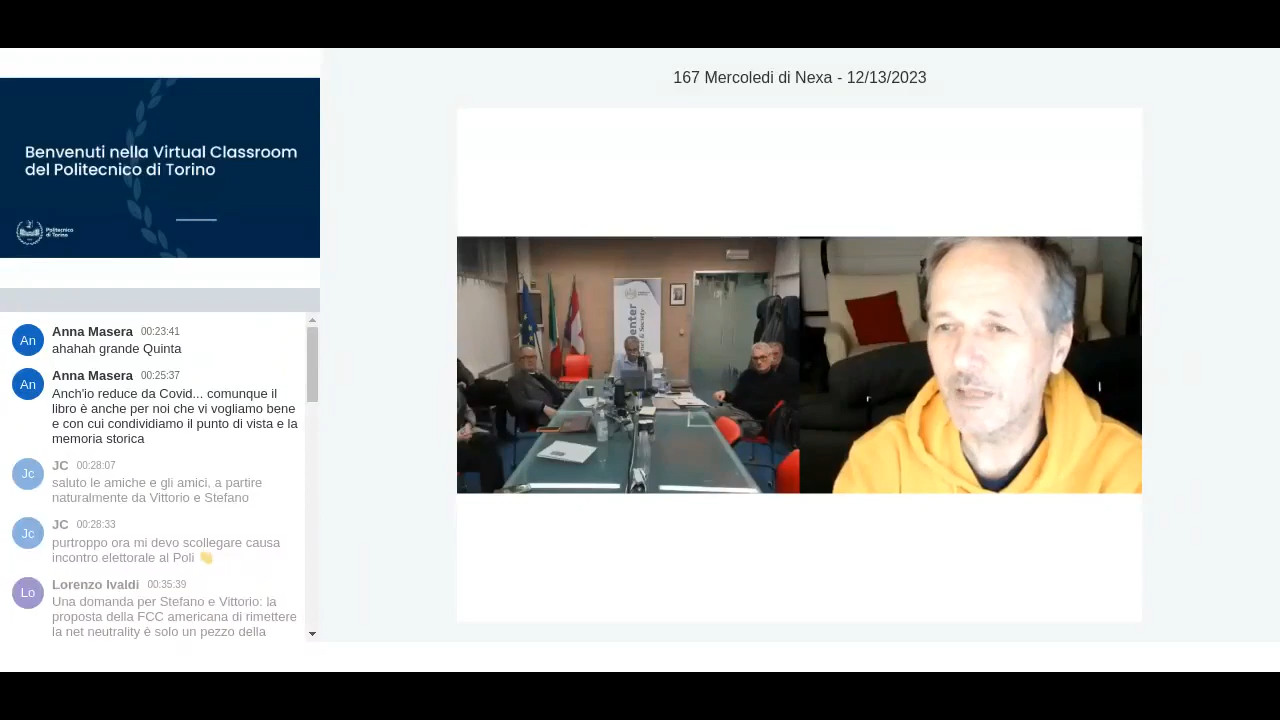 167 Mercoledi di Nexa - 12/13/2023
Benvenuti nella Virtual Classroom
del Politecnico di Torino
Politecnico
di Torino
An
Anna Masera 00:23:41
ahahah grande Quinta
An
Anna Masera 00:25:37
Anch'io reduce da Covid... comunque il
libro è anche per noi che vi vogliamo bene
e con cui condividiamo il punto di vista e la
memoria storica
Jc
JC 00:28:07
saluto le amiche e gli amici, a partire
naturalmente da Vittorio e Stefano
Jc
JC 00:28:33
purtroppo ora mi devo scollegare causa
incontro elettorale al Poli 👏
Lo
Lorenzo Ivaldi 00:35:39
Una domanda per Stefano e Vittorio: la
proposta della FCC americana di rimettere
la net neutrality è solo un pezzo della